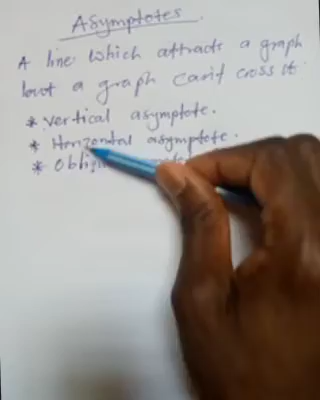 Asymptotes.
A line which attracts a graph
but a graph can't cross it.
* Vertical asymptote.
* Horizontal asymptote.
* Obliq